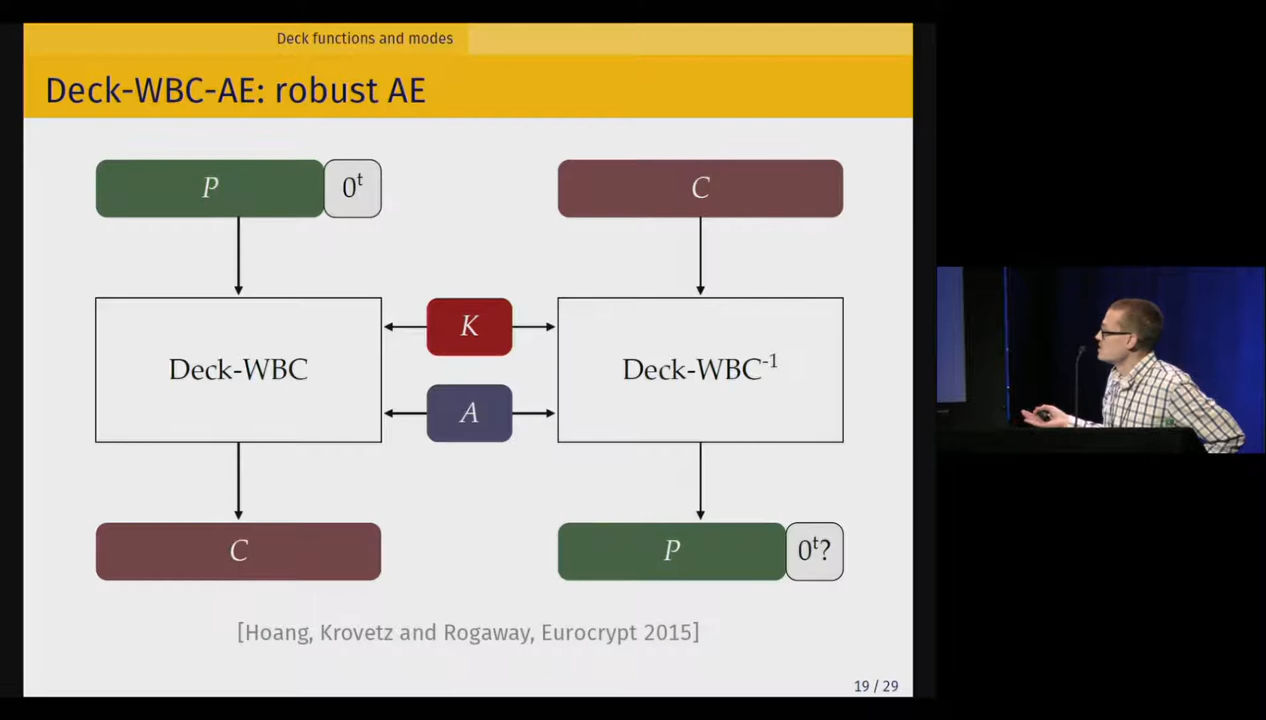 Deck functions and modes
Deck-WBC-AE: robust AE
P
0ᵗ
C
Deck-WBC
K
A
Deck-WBC⁻¹
C
P
0ᵗ?
[Hoang, Krovetz and Rogaway, Eurocrypt 2015]
19 / 29